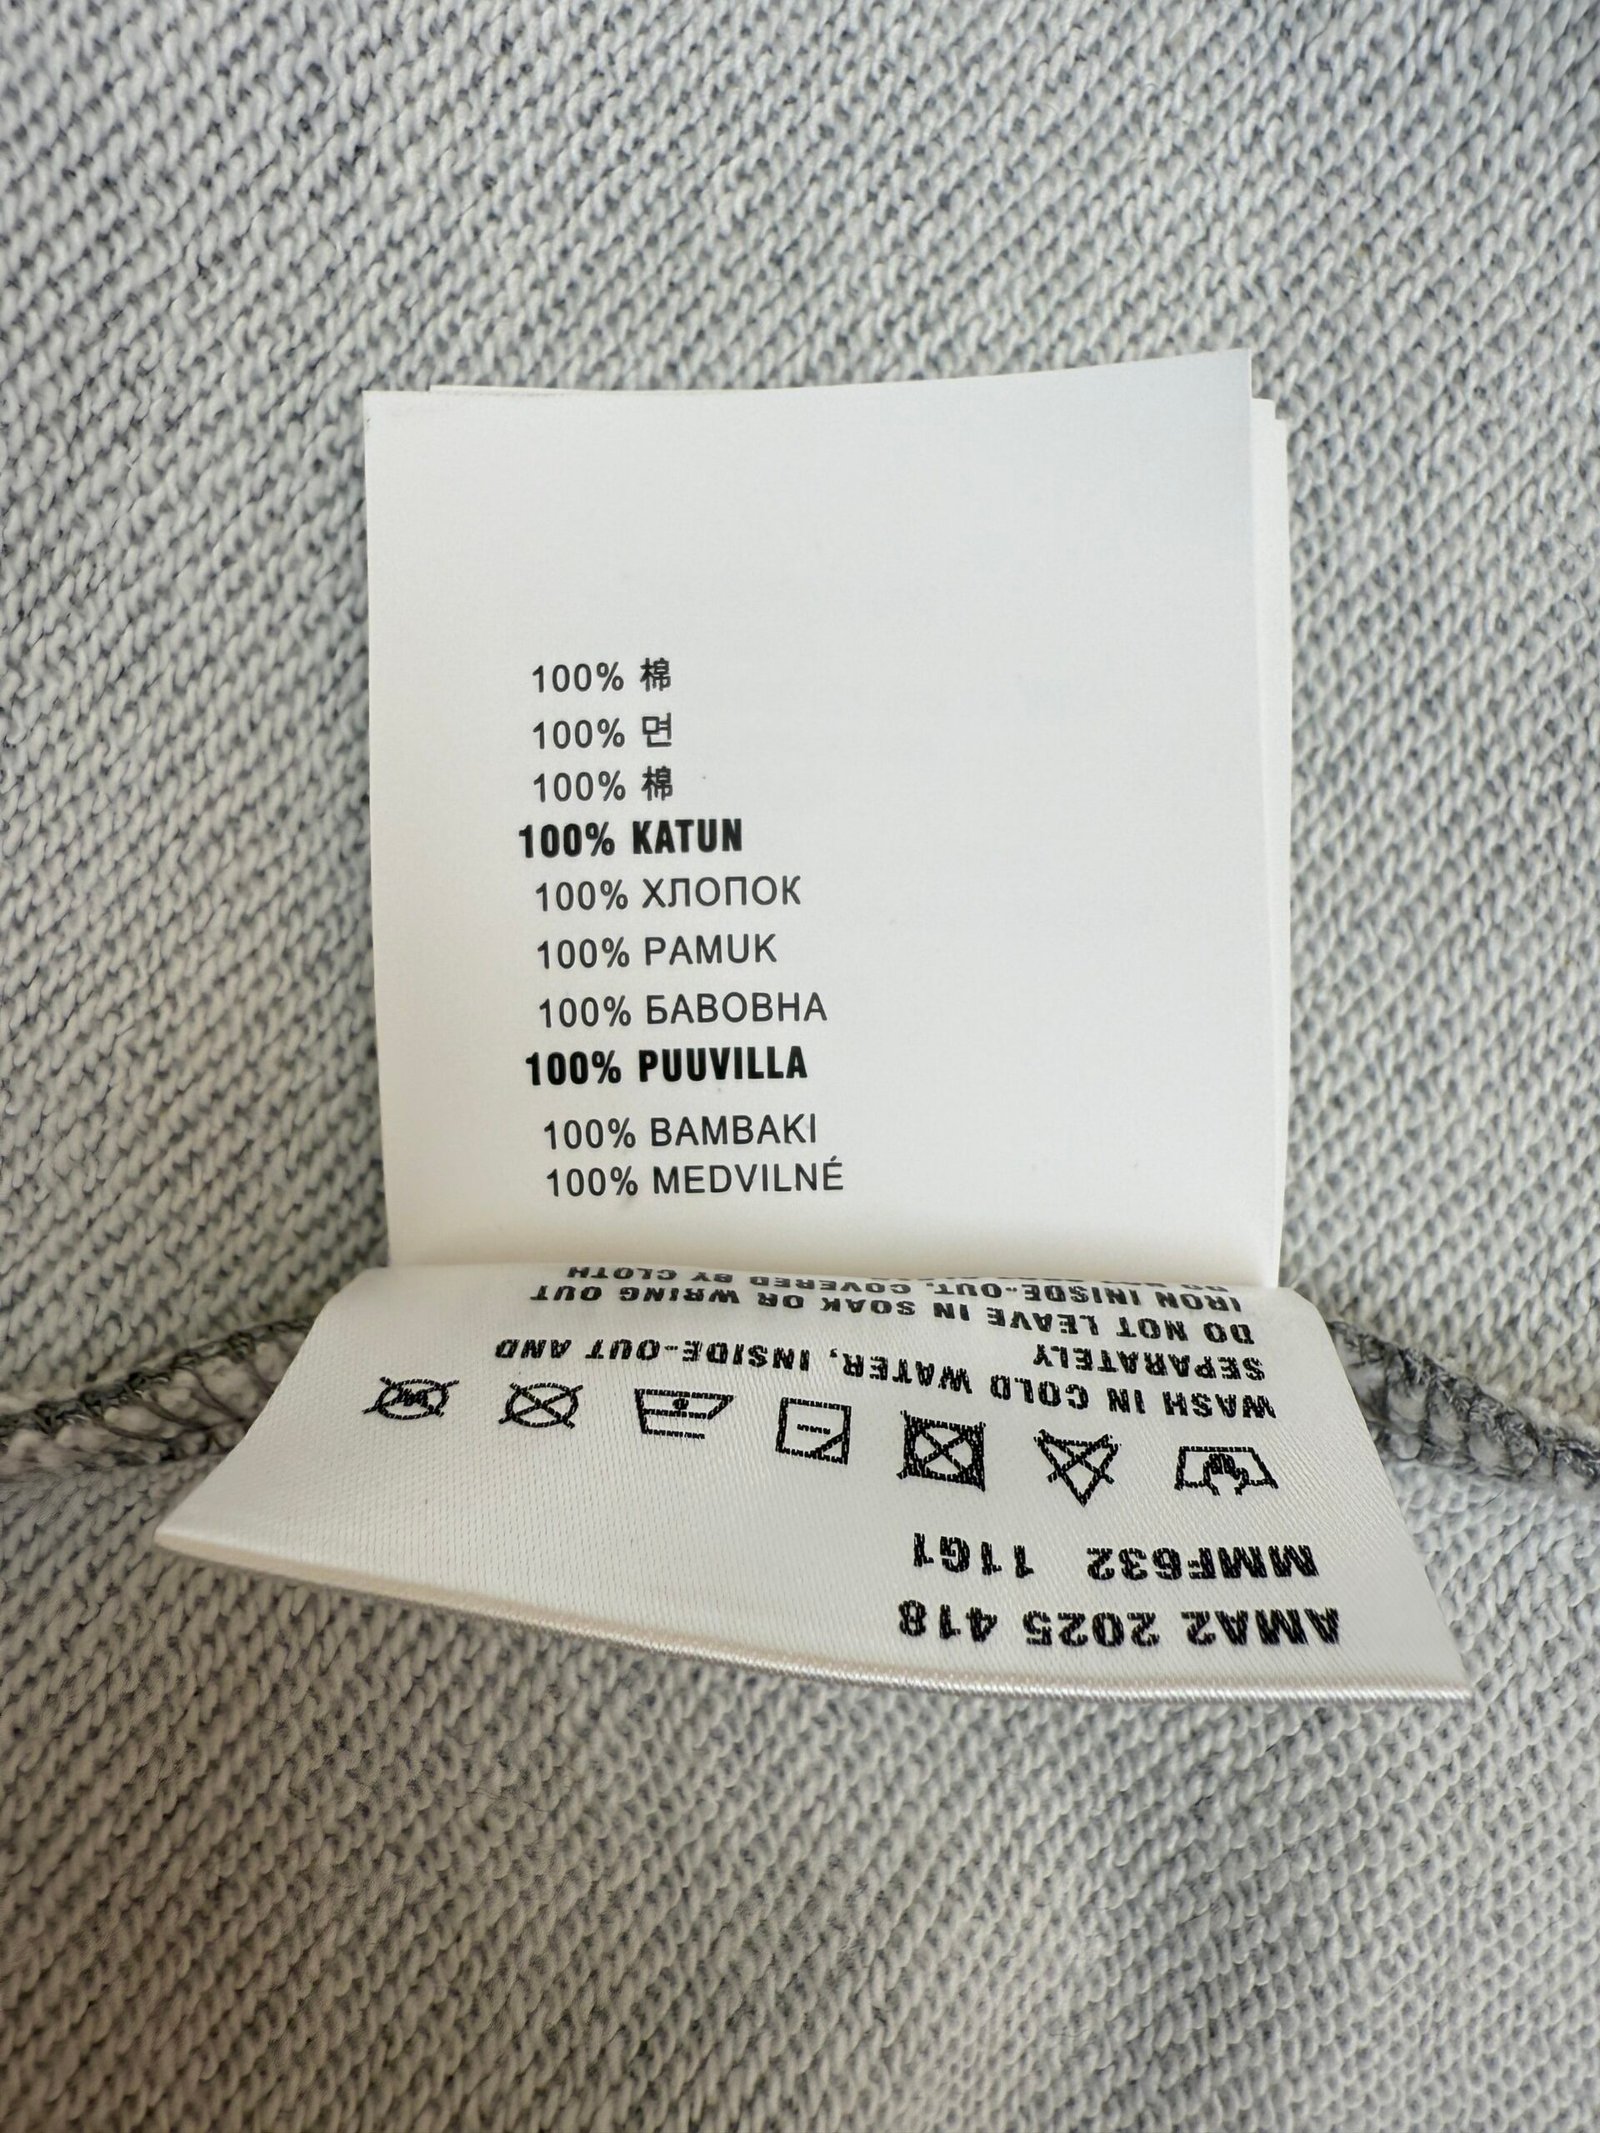 100% 棉
100% 면
100% 棉
100% KATUN
100% ХЛОПОК
100% PAMUK
100% БАВОВНА
100% PUUVILLA
100% BAMBAKI
100% MEDVILNÉ
AMA2 2025 418
MMF632 11G1
WASH IN COLD WATER, INSIDE-OUT AND
SEPARATELY
DO NOT LEAVE IN SOAK OR WRING OUT
IRON INISDE-OUT, COVERED BY CLOTH